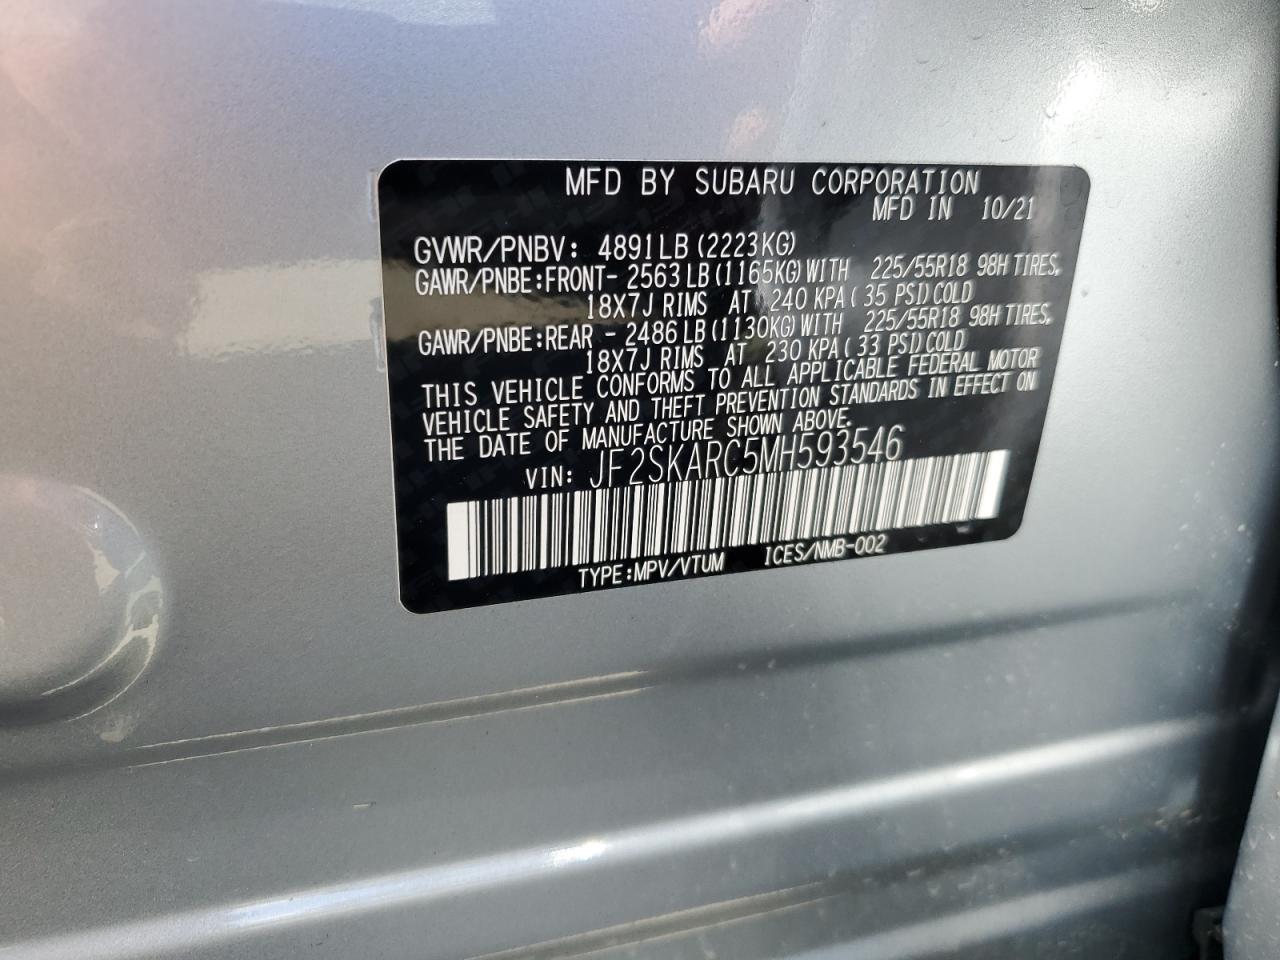 MFD BY SUBARU CORPORATION
MFD IN 10/21
GVWR/PNBV: 4891LB (2223KG)
GAWR/PNBE:FRONT- 2563LB (1165KG) WITH 225/55R18 98H TIRES,
18X7J RIMS AT 240 KPA ( 35 PSI) COLD
GAWR/PNBE:REAR - 2486LB (1130KG) WITH 225/55R18 98H TIRES,
18X7J RIMS AT 230 KPA ( 33 PSI) COLD
THIS VEHICLE CONFORMS TO ALL APPLICABLE FEDERAL MOTOR
VEHICLE SAFETY AND THEFT PREVENTION STANDARDS IN EFFECT ON
THE DATE OF MANUFACTURE SHOWN ABOVE.
VIN: JF2SKARC5MH593546
TYPE:MPV/VTUM ICES/NMB-002